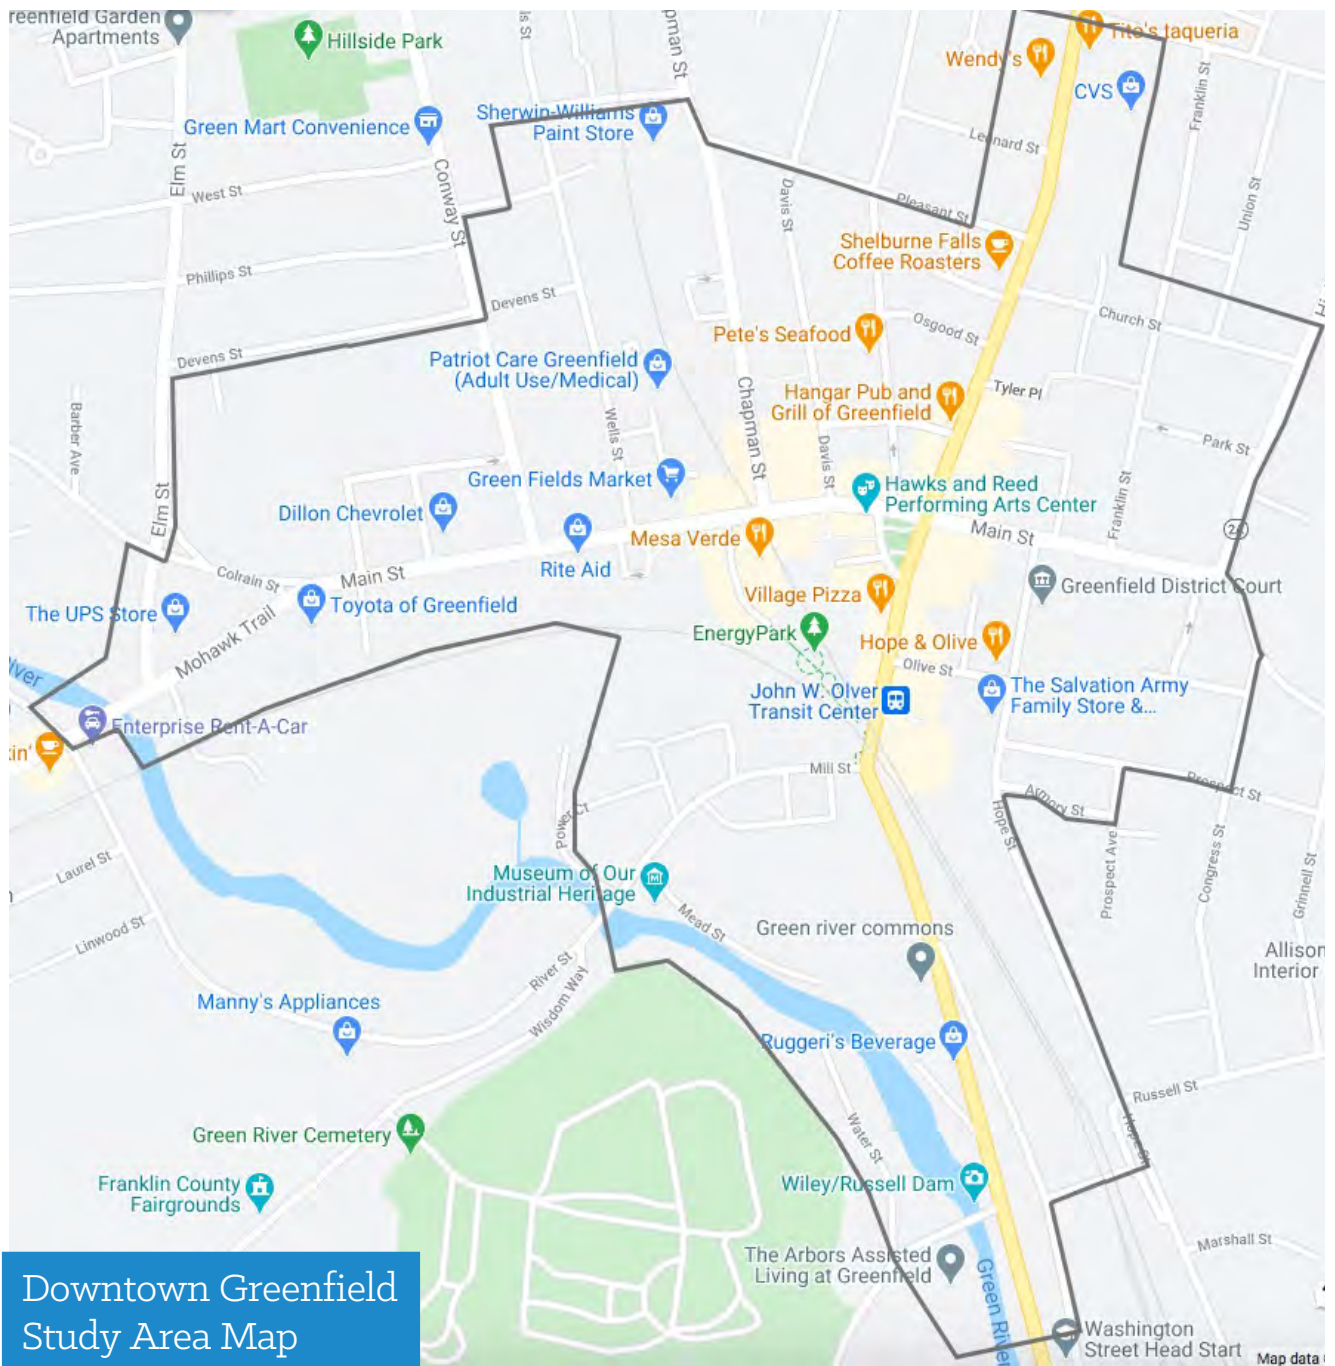 reenfield Garden
Apartments
Hillside Park
ls St
pman St
Wendy's
Tito's taqueria
CVS
Franklin St
Green Mart Convenience
Sherwin-Williams
Paint Store
Leonard St
Elm St
West St
Conway St
Davis St
Pleasant St
Union St
Shelburne Falls
Coffee Roasters
Phillips St
Devens St
Osgood St
Church St
Hi
Pete's Seafood
Devens St
Patriot Care Greenfield
(Adult Use/Medical)
Chapman St
Hangar Pub and
Grill of Greenfield
Tyler Pl
Barber Ave
Wells St
Davis St
Park St
Green Fields Market
Hawks and Reed
Performing Arts Center
Franklin St
Elm St
Dillon Chevrolet
Main St
Mesa Verde
Rite Aid
Colrain St
Main St
Greenfield District Court
The UPS Store
Toyota of Greenfield
Village Pizza
Mohawk Trail
EnergyPark
Hope & Olive
Olive St
iver
John W. Olver
Transit Center
The Salvation Army
Family Store &...
Enterprise Rent-A-Car
kin'
Mill St
Prospect St
Armory St
Hope St
Power Ct
Laurel St
Museum of Our
Industrial Heritage
Prospect Ave
Congress St
Grinnell St
Linwood St
Mead St
Green river commons
Allison
Interior
River St
Wisdom Way
Manny's Appliances
Ruggeri's Beverage
Russell St
Green River Cemetery
Water St
Hope St
Franklin County
Fairgrounds
Wiley/Russell Dam
Marshall St
The Arbors Assisted
Living at Greenfield
Green River
Downtown Greenfield
Study Area Map
Washington
Street Head Start
Map data